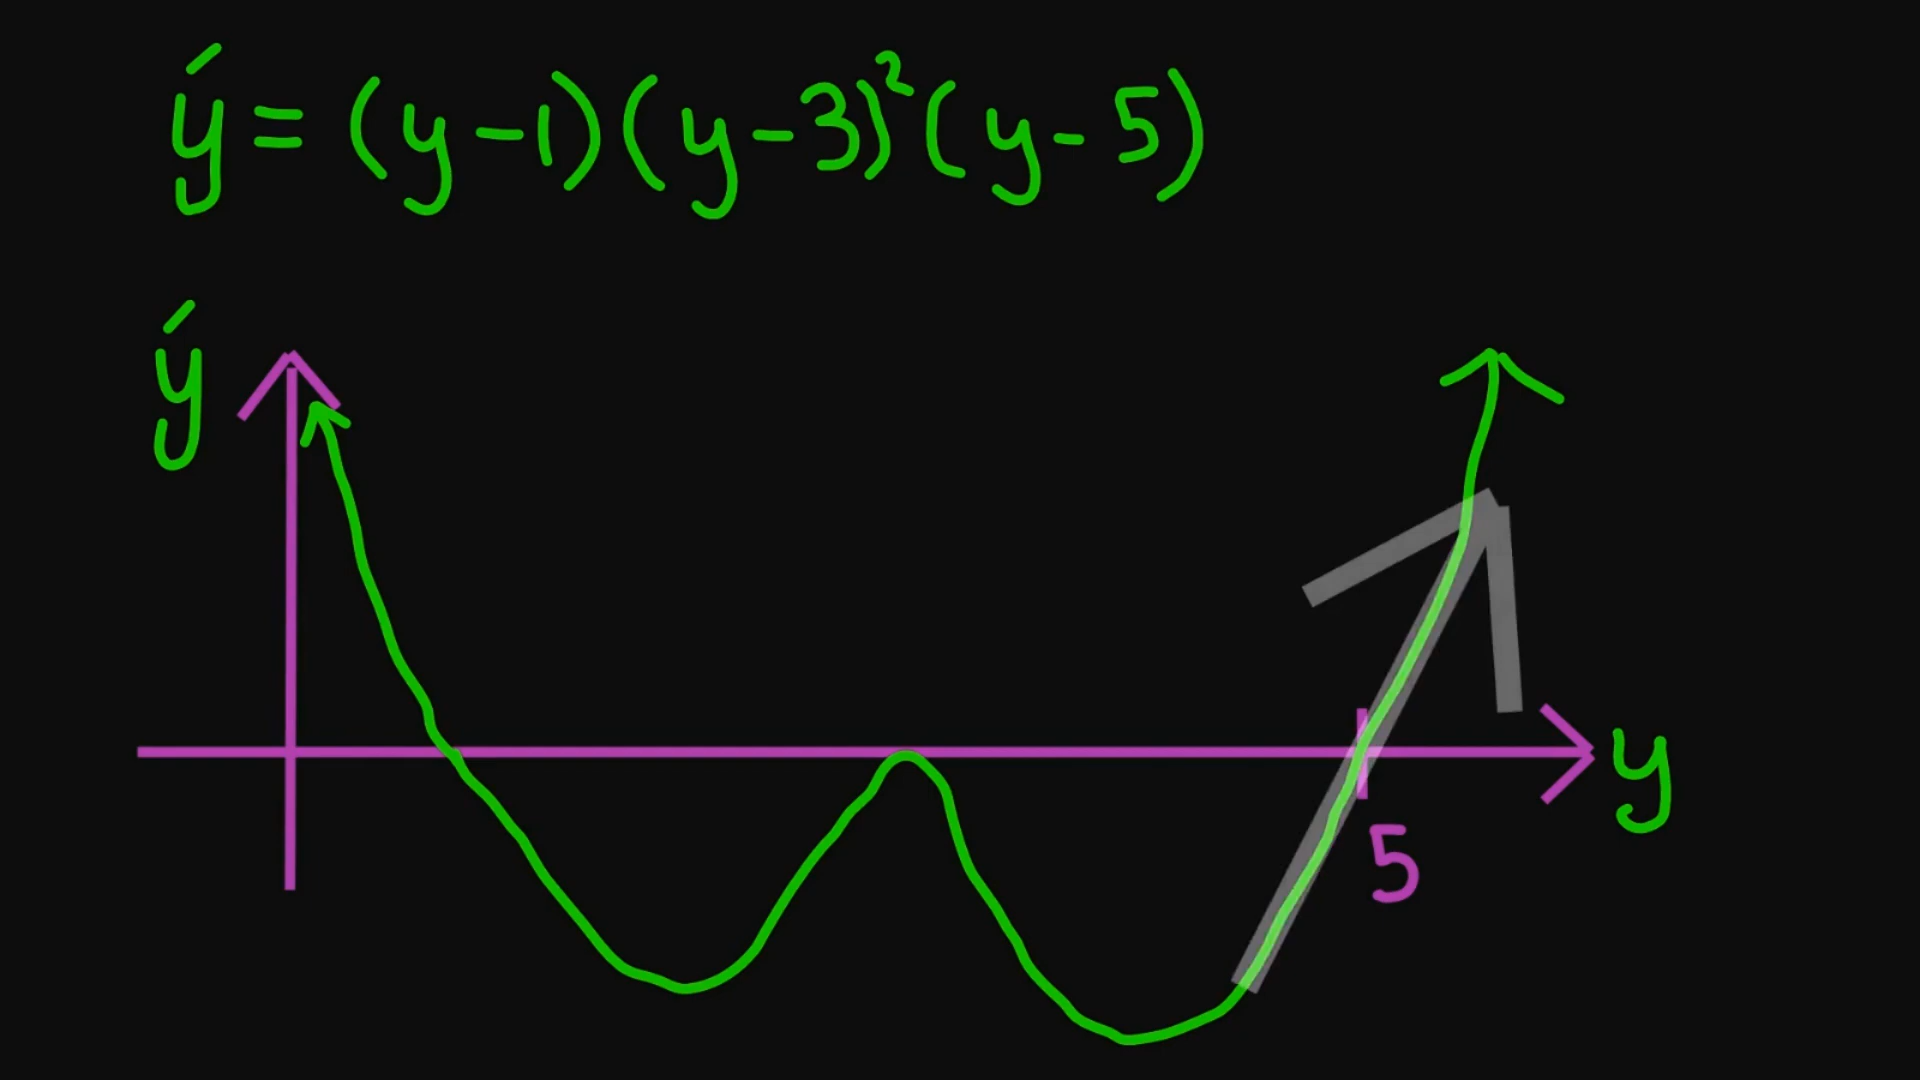 ý = (y-1)(y-3)²(y-5)
ý
y
5